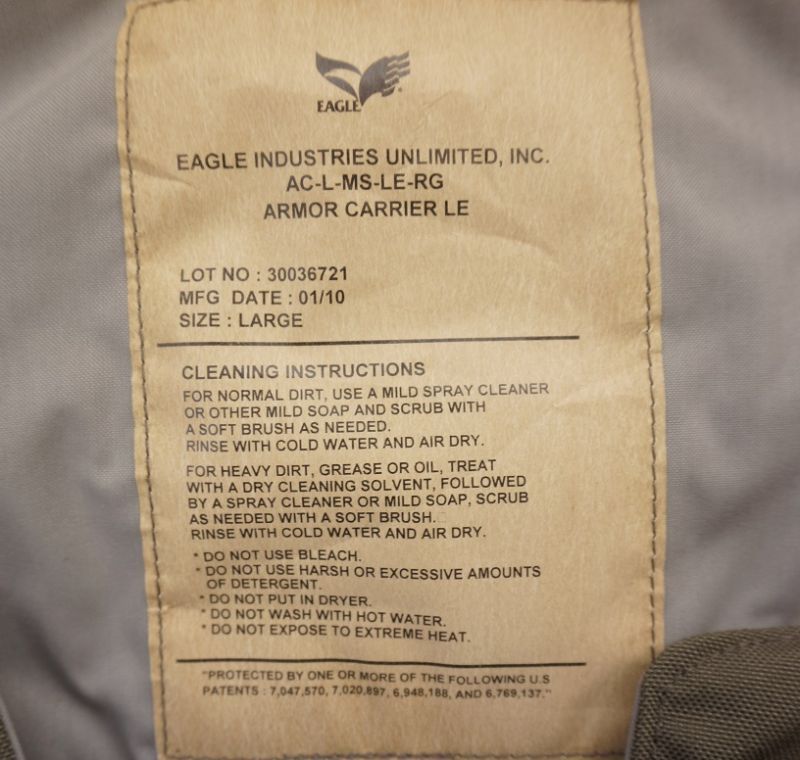 EAGLE
EAGLE INDUSTRIES UNLIMITED, INC.
AC-L-MS-LE-RG
ARMOR CARRIER LE
LOT NO : 30036721
MFG DATE : 01/10
SIZE : LARGE
CLEANING INSTRUCTIONS
FOR NORMAL DIRT, USE A MILD SPRAY CLEANER
OR OTHER MILD SOAP AND SCRUB WITH
A SOFT BRUSH AS NEEDED.
RINSE WITH COLD WATER AND AIR DRY.
FOR HEAVY DIRT, GREASE OR OIL, TREAT
WITH A DRY CLEANING SOLVENT, FOLLOWED
BY A SPRAY CLEANER OR MILD SOAP, SCRUB
AS NEEDED WITH A SOFT BRUSH.
RINSE WITH COLD WATER AND AIR DRY.
* DO NOT USE BLEACH.
* DO NOT USE HARSH OR EXCESSIVE AMOUNTS
OF DETERGENT.
* DO NOT PUT IN DRYER.
* DO NOT WASH WITH HOT WATER.
* DO NOT EXPOSE TO EXTREME HEAT.
"PROTECTED BY ONE OR MORE OF THE FOLLOWING U.S
PATENTS : 7,047,570, 7,020,897, 6,948,188, AND 6,769,137."